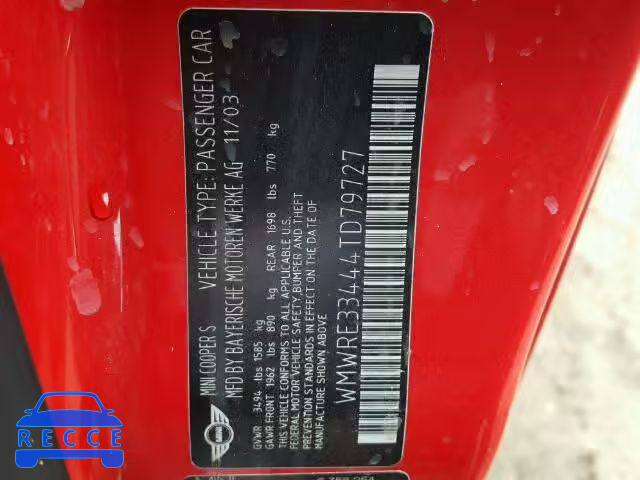 MINI COOPER S VEHICLE TYPE: PASSENGER CAR
MFD BY BAYERISCHE MOTOREN WERKE AG 11/03
GVWR 3494 lbs 1585 kg
GAWR FRONT 1962 lbs 890 kg REAR 1698 lbs 770 kg
THIS VEHICLE CONFORMS TO ALL APPLICABLE U.S.
FEDERAL MOTOR VEHICLE SAFETY, BUMPER AND THEFT
PREVENTION STANDARDS IN EFFECT ON THE DATE OF
MANUFACTURE SHOWN ABOVE
WMWRE33444TD79727
RECCE